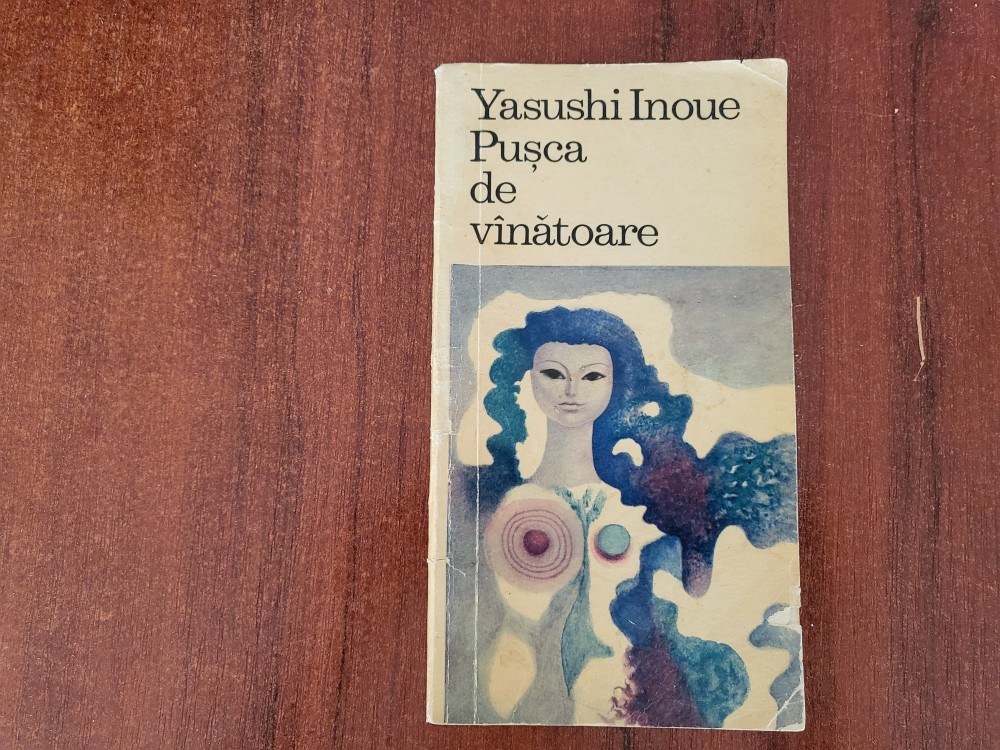 Yasushi Inoue
Pușca
de
vînătoare